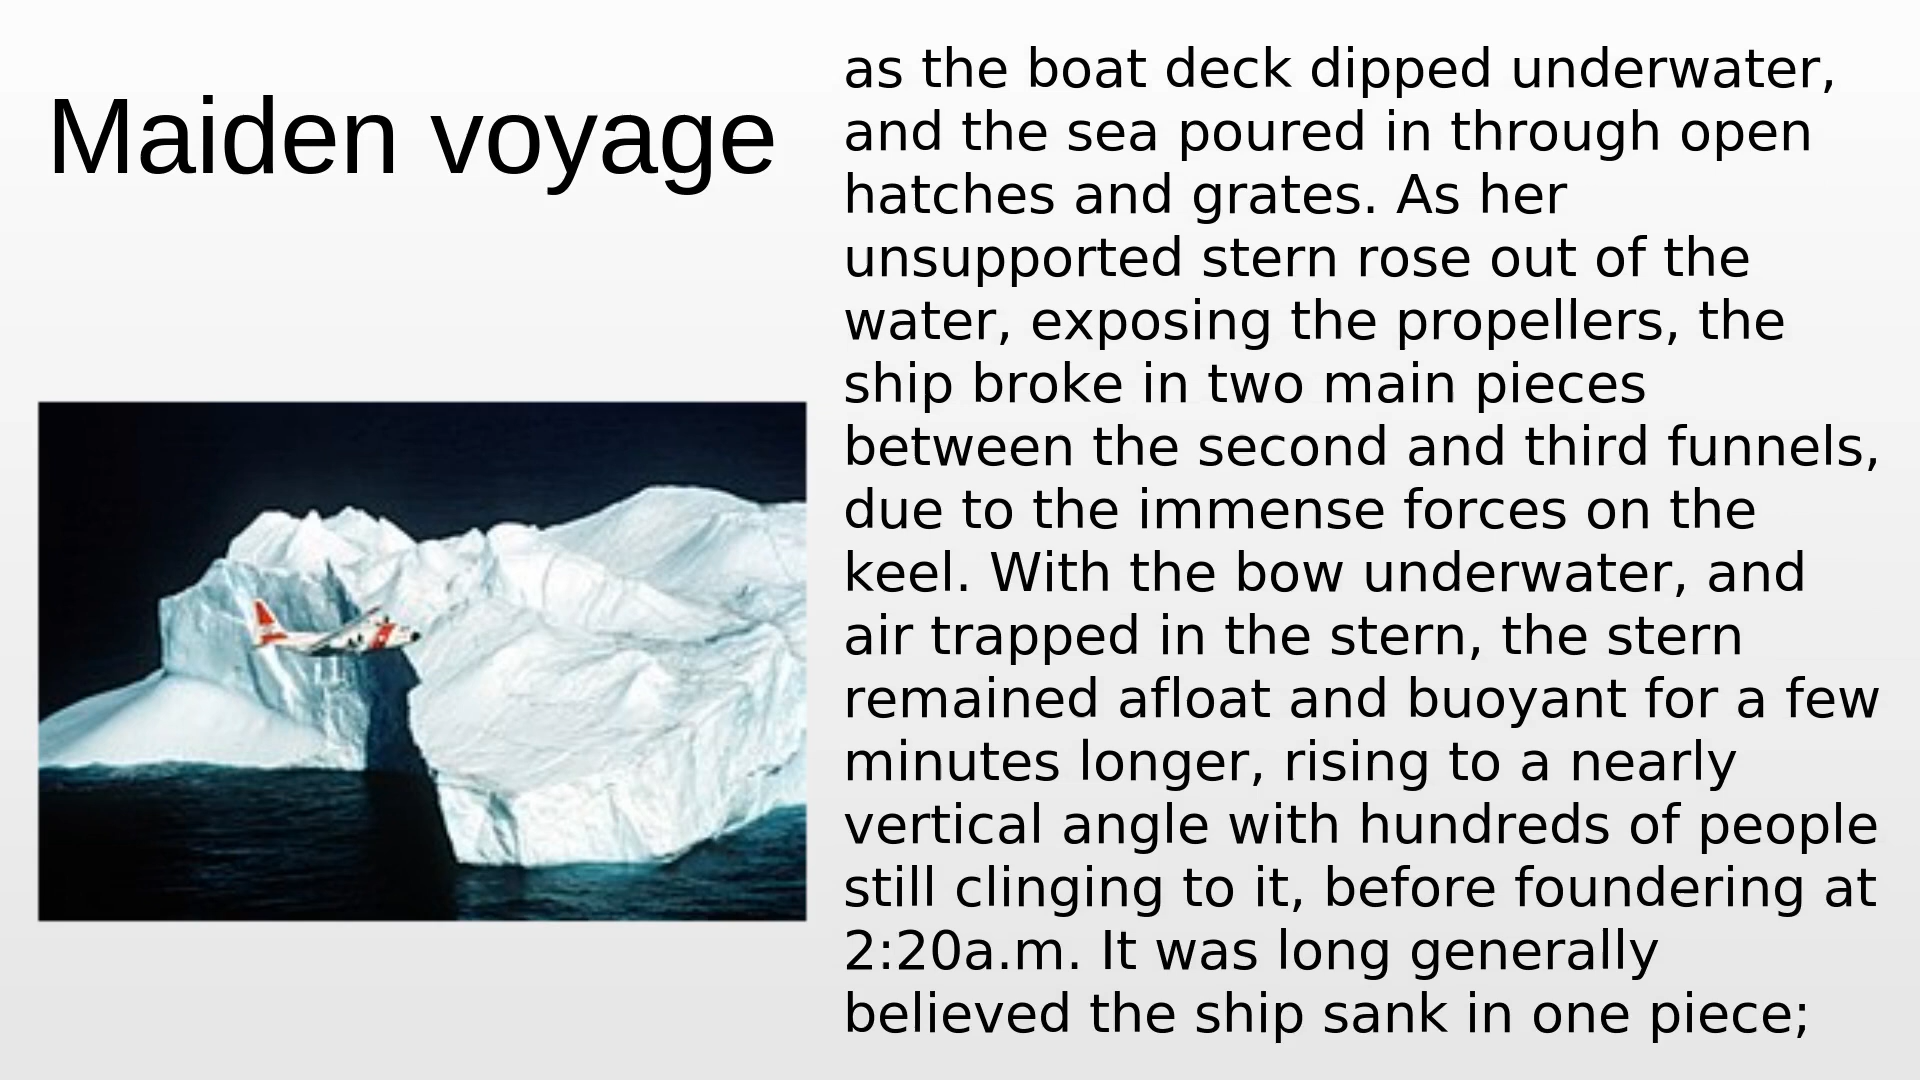 Maiden voyage
as the boat deck dipped underwater,
and the sea poured in through open
hatches and grates. As her
unsupported stern rose out of the
water, exposing the propellers, the
ship broke in two main pieces
between the second and third funnels,
due to the immense forces on the
keel. With the bow underwater, and
air trapped in the stern, the stern
remained afloat and buoyant for a few
minutes longer, rising to a nearly
vertical angle with hundreds of people
still clinging to it, before foundering at
2:20a.m. It was long generally
believed the ship sank in one piece;